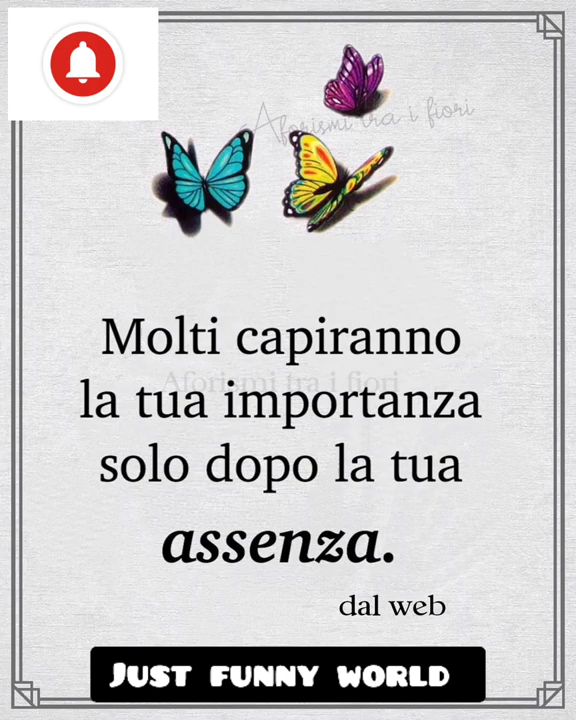 Aforismi tra i fiori
Molti capiranno
Aforismi tra i fiori
la tua importanza
solo dopo la tua
assenza.
dal web
JUST FUNNY WORLD